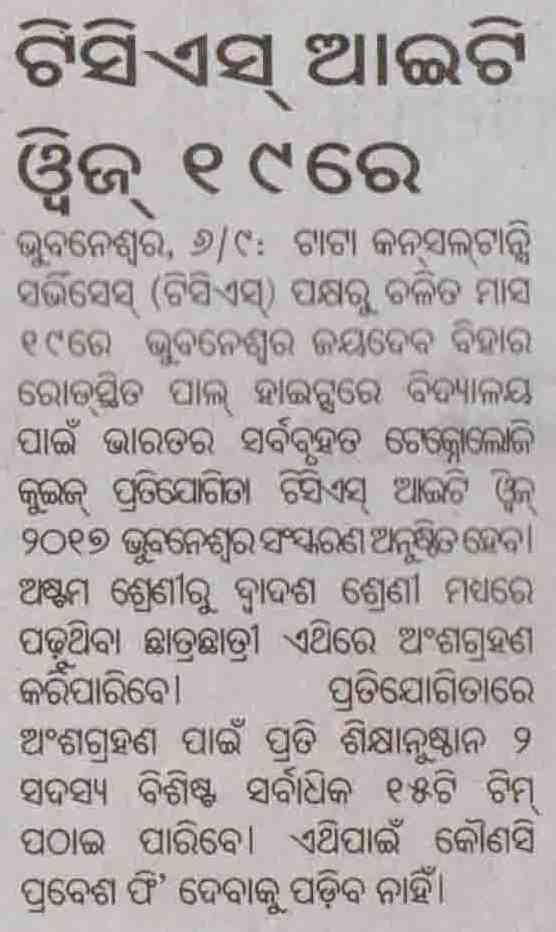 ଟିସିଏସ୍ ଆଇଟି
ୱିଜ୍ ୧୯ରେ
ଭୁବନେଶ୍ୱର, ୬/୯: ଟାଟା କନ୍‌ସଲ୍‌ଟାନ୍ସି
ସର୍ଭିସେସ୍ (ଟିସିଏସ୍) ପକ୍ଷରୁ ଚଳିତ ମାସ
୧୯ରେ ଭୁବନେଶ୍ୱର ଜୟଦେବ ବିହାର
ରୋଡ୍‌ସ୍ଥିତ ପାଲ୍ ହାଇଟ୍ସରେ ବିଦ୍ୟାଳୟ
ପାଇଁ ଭାରତର ସର୍ବବୃହତ ଟେକ୍ନୋଲୋଜି
କୁଇଜ୍ ପ୍ରତିଯୋଗିତା ଟିସିଏସ୍ ଆଇଟି ୱିଜ୍
୨୦୧୭ ଭୁବନେଶ୍ୱର ସଂସ୍କରଣ ଅନୁଷ୍ଠିତ ହେବ।
ଅଷ୍ଟମ ଶ୍ରେଣୀରୁ ଦ୍ୱାଦଶ ଶ୍ରେଣୀ ମଧ୍ୟରେ
ପଢ଼ୁଥିବା ଛାତ୍ରଛାତ୍ରୀ ଏଥିରେ ଅଂଶଗ୍ରହଣ
କରିପାରିବେ। ପ୍ରତିଯୋଗିତାରେ
ଅଂଶଗ୍ରହଣ ପାଇଁ ପ୍ରତି ଶିକ୍ଷାନୁଷ୍ଠାନ ୨
ସଦସ୍ୟ ବିଶିଷ୍ଟ ସର୍ବାଧିକ ୧୫ଟି ଟିମ୍
ପଠାଇ ପାରିବେ। ଏଥିପାଇଁ କୌଣସି
ପ୍ରବେଶ ଫି' ଦେବାକୁ ପଡ଼ିବ ନାହିଁ।